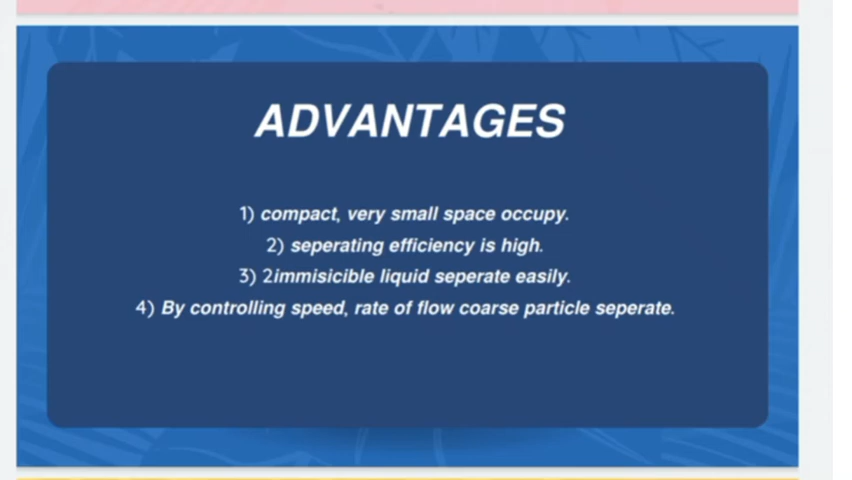 ADVANTAGES
1) compact, very small space occupy.
2) seperating efficiency is high.
3) 2immisicible liquid seperate easily.
4) By controlling speed, rate of flow coarse particle seperate.